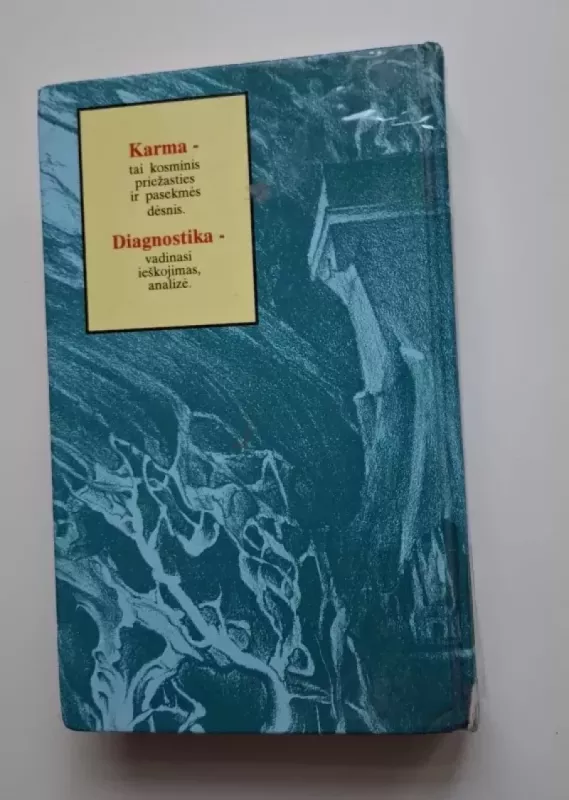 Karma -
tai kosminis
priežasties
ir pasekmės
dėsnis.
Diagnostika -
vadinasi
ieškojimas,
analizė.